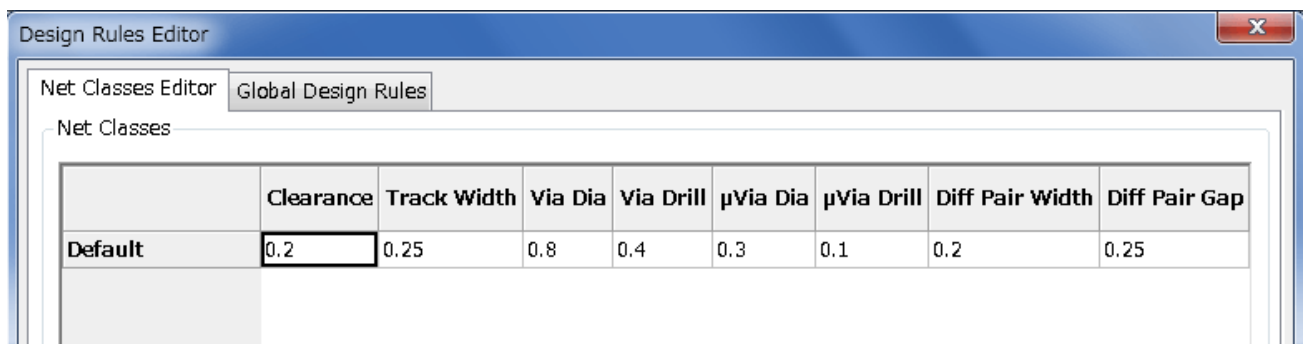 Design Rules Editor
Net Classes Editor Global Design Rules
Net Classes
Clearance Track Width Via Dia Via Drill µVia Dia µVia Drill Diff Pair Width Diff Pair Gap
Default 0.2 0.25 0.8 0.4 0.3 0.1 0.2 0.25